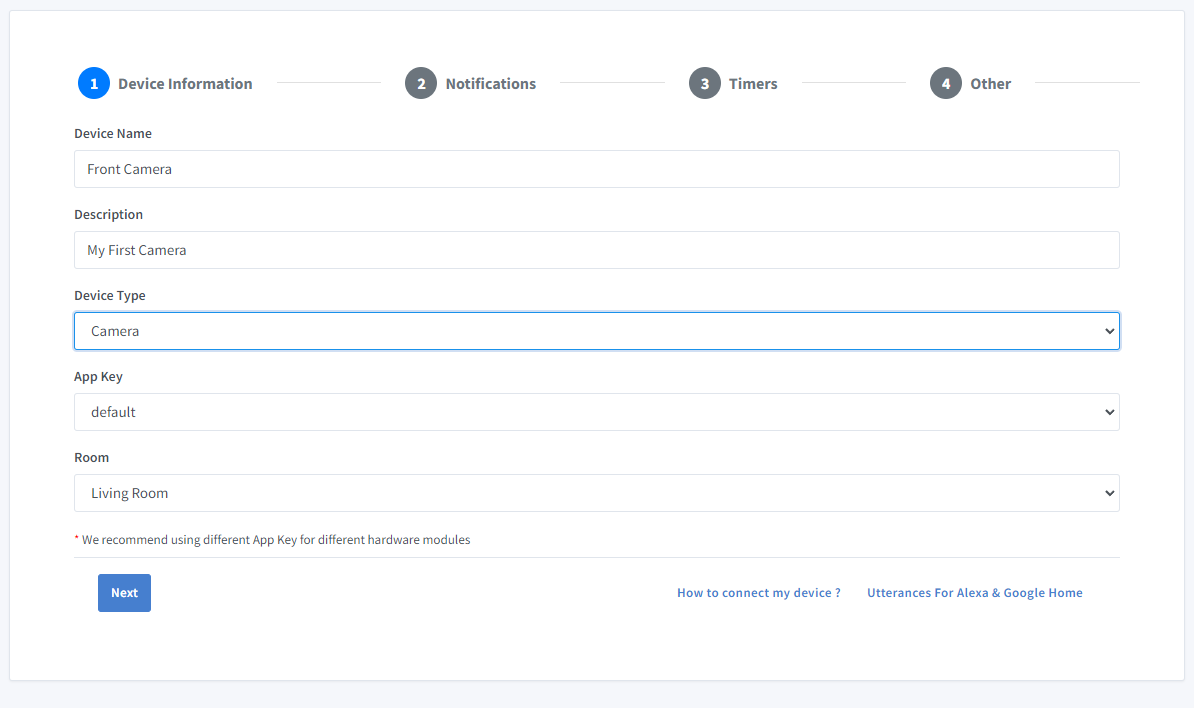 1 Device Information 2 Notifications 3 Timers 4 Other
Device Name
Front Camera
Description
My First Camera
Device Type
Camera
App Key
default
Room
Living Room
* We recommend using different App Key for different hardware modules
Next How to connect my device ? Utterances For Alexa & Google Home